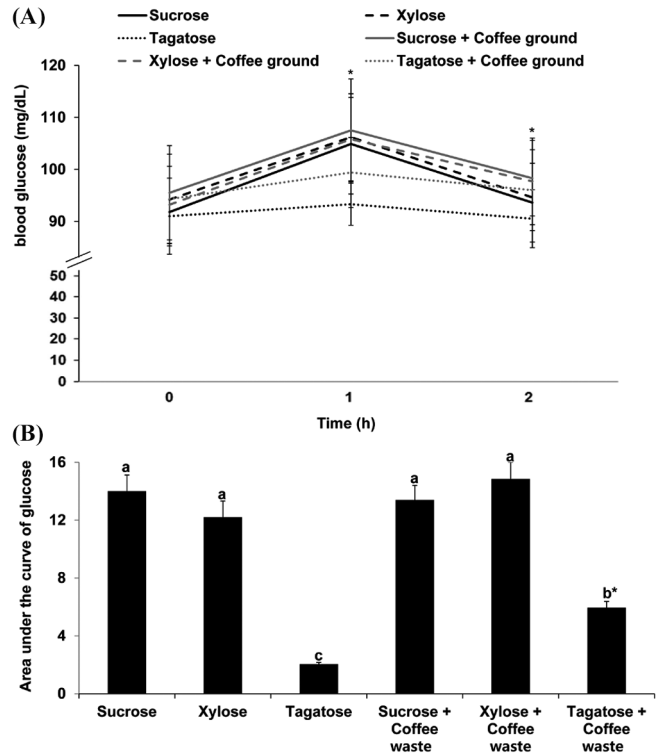 (A)
Sucrose
Xylose
Tagatose
Sucrose + Coffee ground
Xylose + Coffee ground
Tagatose + Coffee ground
blood glucose (mg/dL)
120
110
100
90
50
40
30
20
10
0
*
*
0 1 2
Time (h)
(B)
Area under the curve of glucose
16
12
8
4
0
a
a
c
a
a
b*
Sucrose Xylose Tagatose Sucrose + Xylose + Tagatose +
Coffee Coffee Coffee
waste waste waste